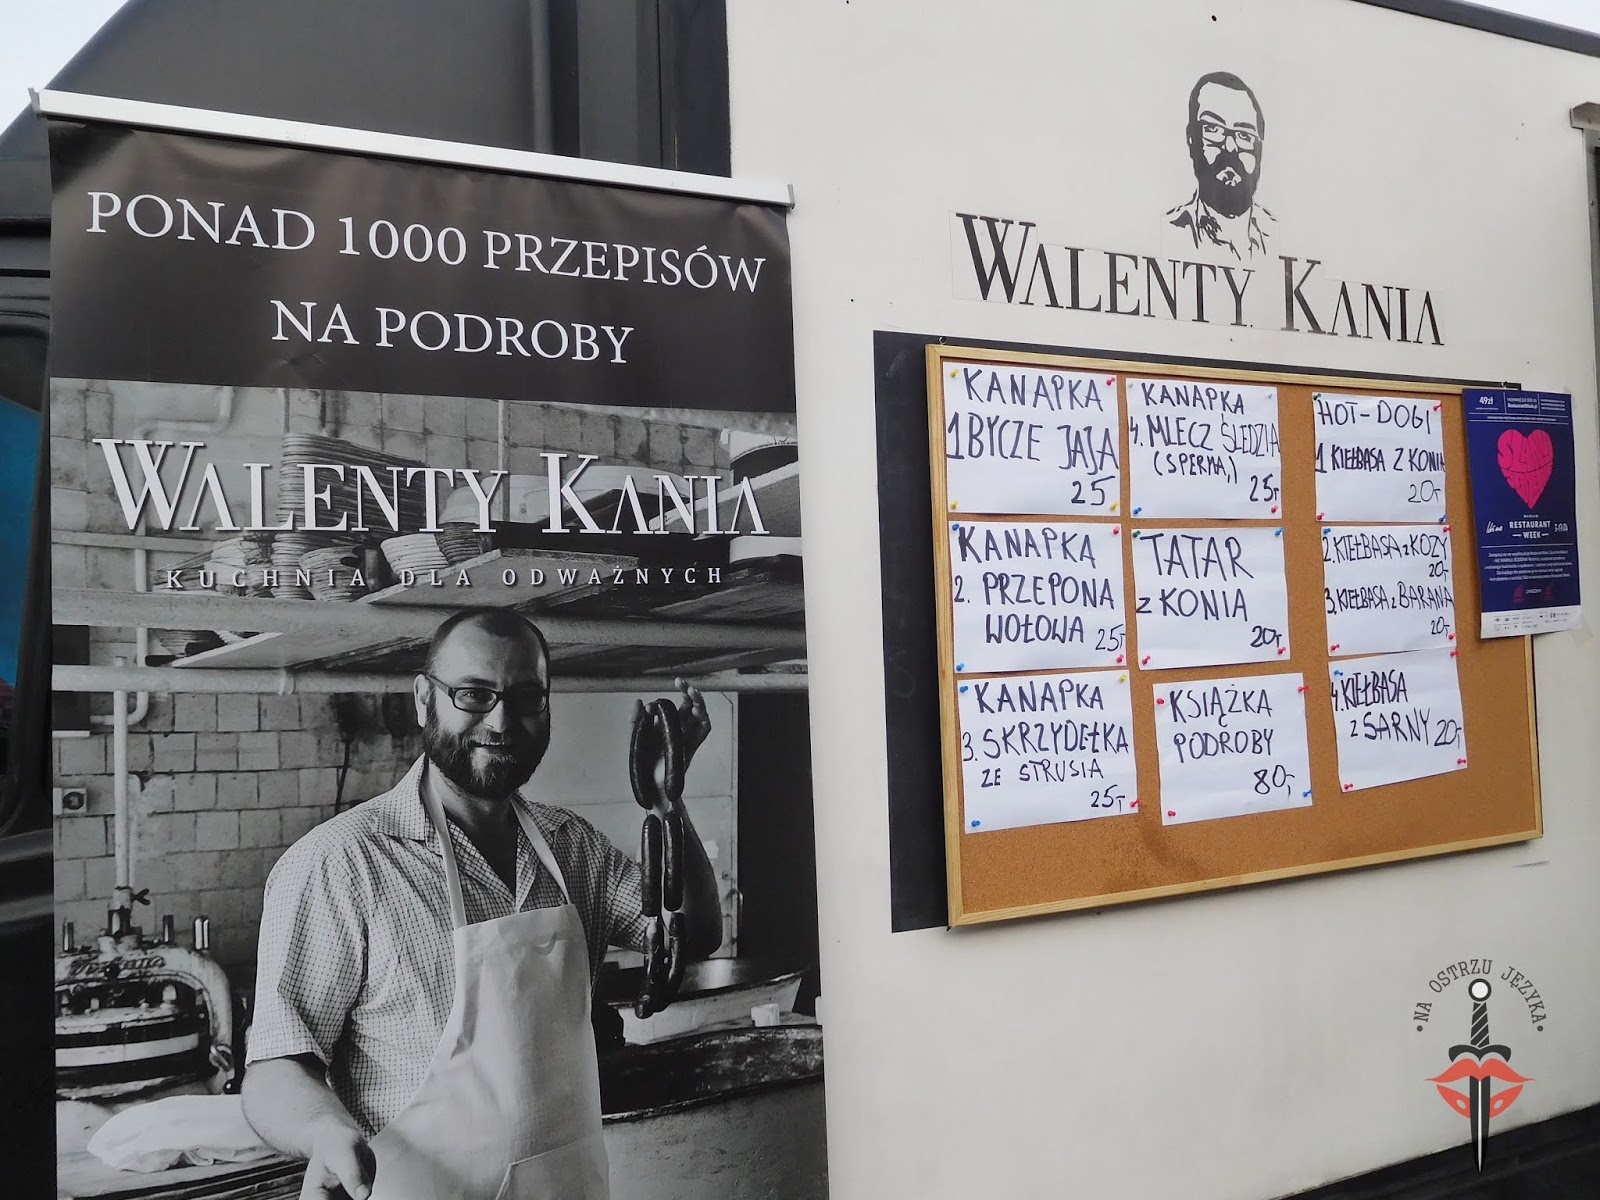 PONAD 1000 PRZEPISÓW
NA PODROBY
WALENTY KANIA
KUCHNIA DLA ODWAŻNYCH
WALENTY KANIA
KANAPKA
1 BYCZE JAJA
25
KANAPKA
2. PRZEPONA
WOŁOWA 25,-
KANAPKA
3. SKRZYDEŁKA
ZE STRUSIA
25,-
KANAPKA
4. MLECZ ŚLEDZIA
(SPERMA,)
25,-
TATAR
z KONIA
20,-
KSIĄŻKA
PODROBY
80,-
HOT-DOGI
1 KIEŁBASA Z KONIA
20,-
2. KIEŁBASA z KOZY
20,-
3, KIEŁBASA z BARANA
20,-
4. KIEŁBASA
z SARNY 20,-
49zł
RESTAURANT
WEEK
NA OSTRZU JĘZYKA